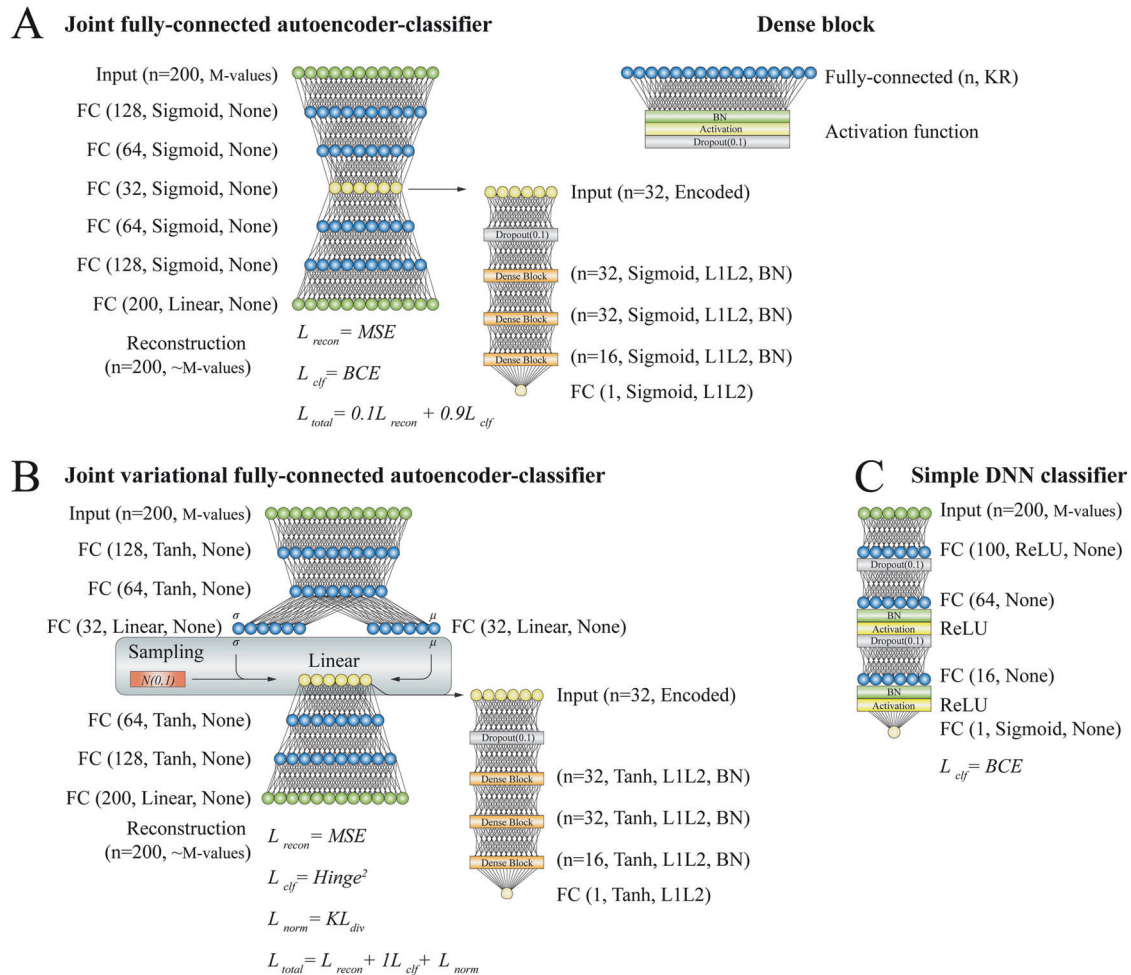 A Joint fully-connected autoencoder-classifier
Input (n=200, M-values)
FC (128, Sigmoid, None)
FC (64, Sigmoid, None)
FC (32, Sigmoid, None)
FC (64, Sigmoid, None)
FC (128, Sigmoid, None)
FC (200, Linear, None)
Reconstruction
(n=200, ~M-values)
L recon = MSE
L clf = BCE
L total = 0.1L recon + 0.9L clf
Input (n=32, Encoded)
Dropout(0.1)
Dense Block (n=32, Sigmoid, L1L2, BN)
Dense Block (n=32, Sigmoid, L1L2, BN)
Dense Block (n=16, Sigmoid, L1L2, BN)
FC (1, Sigmoid, L1L2)
Dense block
Fully-connected (n, KR)
BN
Activation
Dropout(0.1)
Activation function
B Joint variational fully-connected autoencoder-classifier
Input (n=200, M-values)
FC (128, Tanh, None)
FC (64, Tanh, None)
FC (32, Linear, None) σ
μ FC (32, Linear, None)
σ μ
Sampling
N(0,1)
Linear
FC (64, Tanh, None)
FC (128, Tanh, None)
FC (200, Linear, None)
Reconstruction
(n=200, ~M-values)
L recon = MSE
L clf = Hinge²
L norm = KL div
L total = L recon + 1L clf + L norm
Input (n=32, Encoded)
Dropout(0.1)
Dense Block (n=32, Tanh, L1L2, BN)
Dense Block (n=32, Tanh, L1L2, BN)
Dense Block (n=16, Tanh, L1L2, BN)
FC (1, Tanh, L1L2)
C Simple DNN classifier
Input (n=200, M-values)
FC (100, ReLU, None)
Dropout(0.1)
FC (64, None)
BN
Activation ReLU
Dropout(0.1)
FC (16, None)
BN
Activation ReLU
FC (1, Sigmoid, None)
L clf = BCE